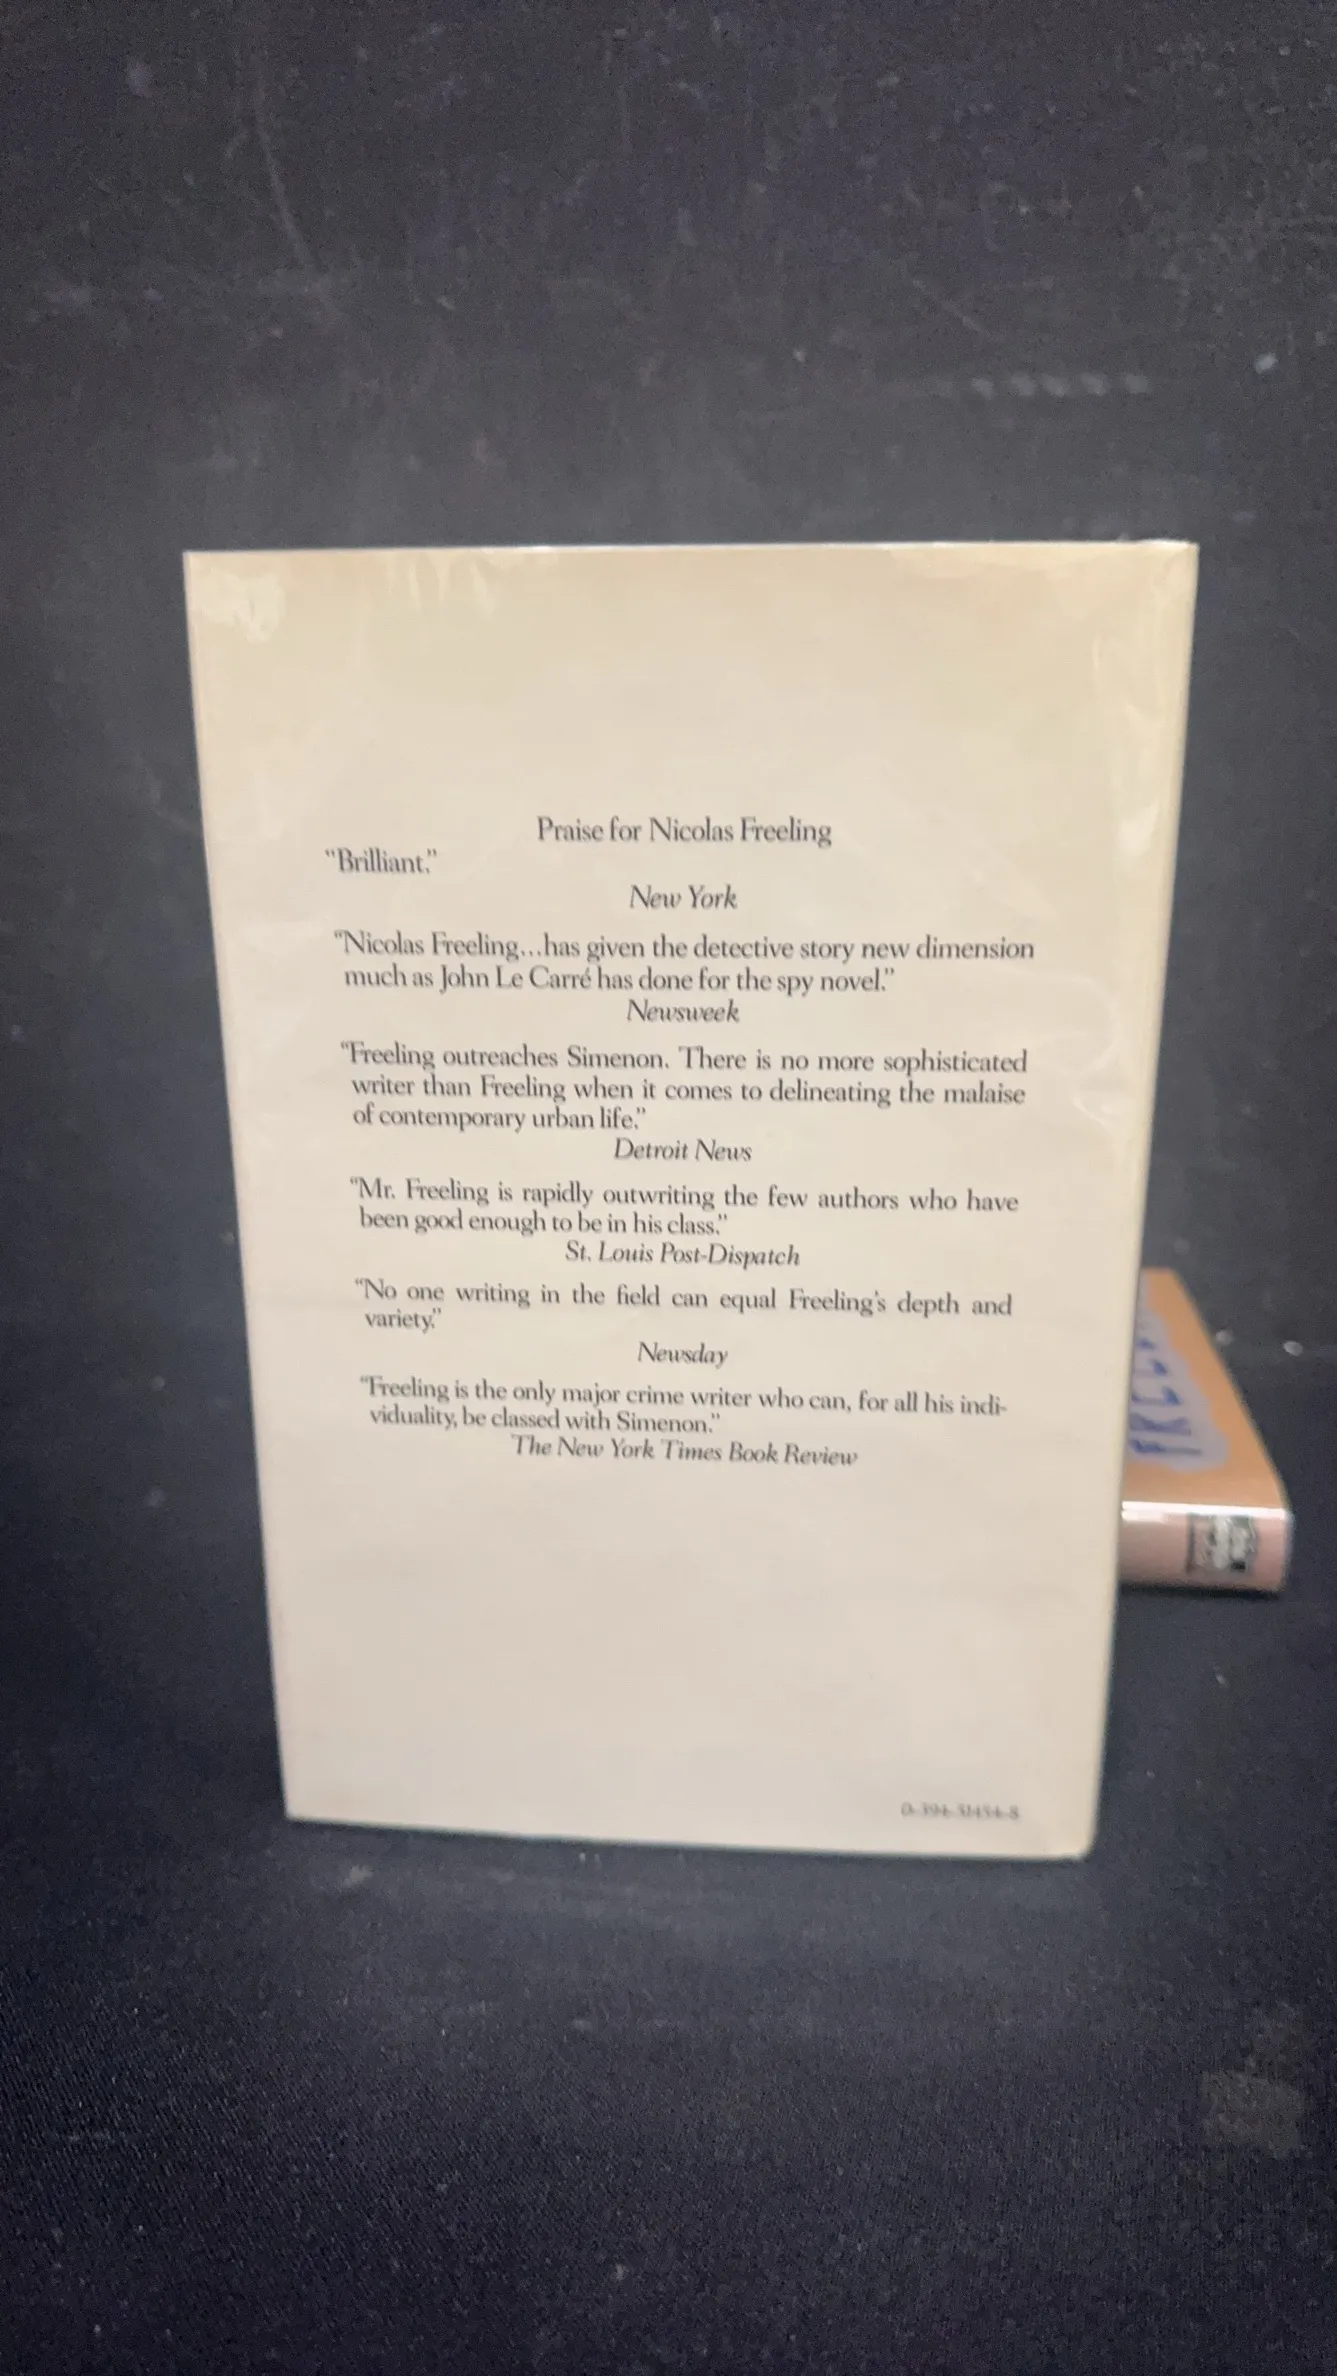 Praise for Nicolas Freeling
"Brilliant."
New York
"Nicolas Freeling...has given the detective story new dimension
much as John Le Carré has done for the spy novel."
Newsweek
"Freeling outreaches Simenon. There is no more sophisticated
writer than Freeling when it comes to delineating the malaise
of contemporary urban life."
Detroit News
"Mr. Freeling is rapidly outwriting the few authors who have
been good enough to be in his class."
St. Louis Post-Dispatch
"No one writing in the field can equal Freeling's depth and
variety."
Newsday
"Freeling is the only major crime writer who can, for all his indi-
viduality, be classed with Simenon."
The New York Times Book Review